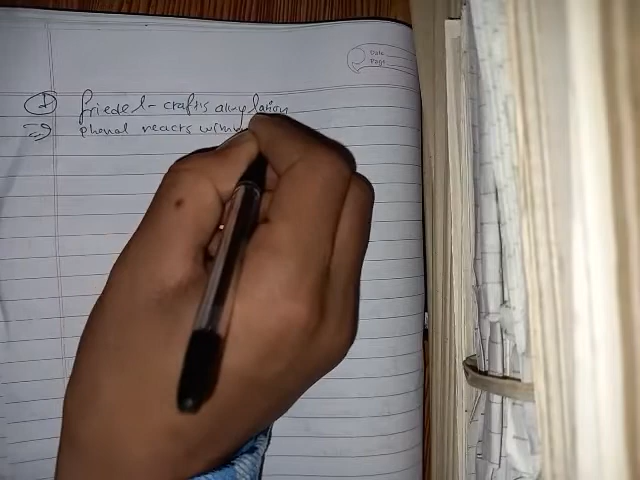 Date
Page
① friedel-crafts alkylation
⇒ phenol reacts with